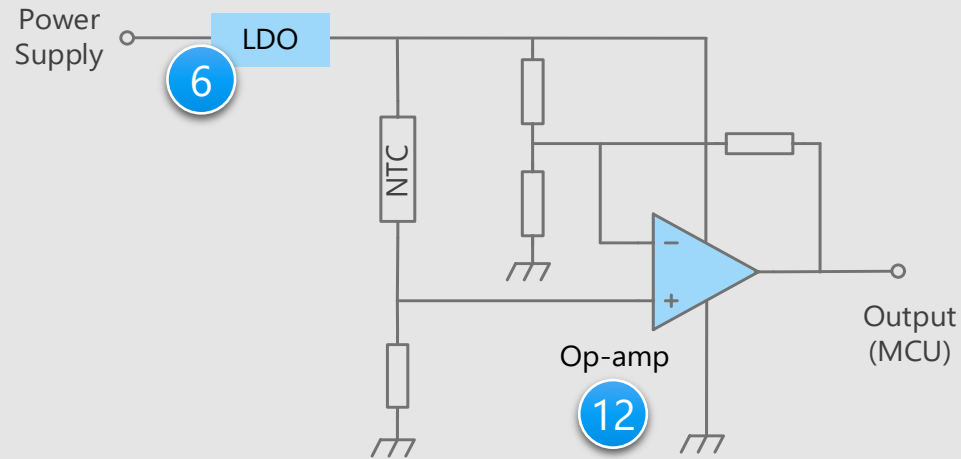 Power
Supply
LDO
6
NTC
−
+
Output
(MCU)
Op-amp
12